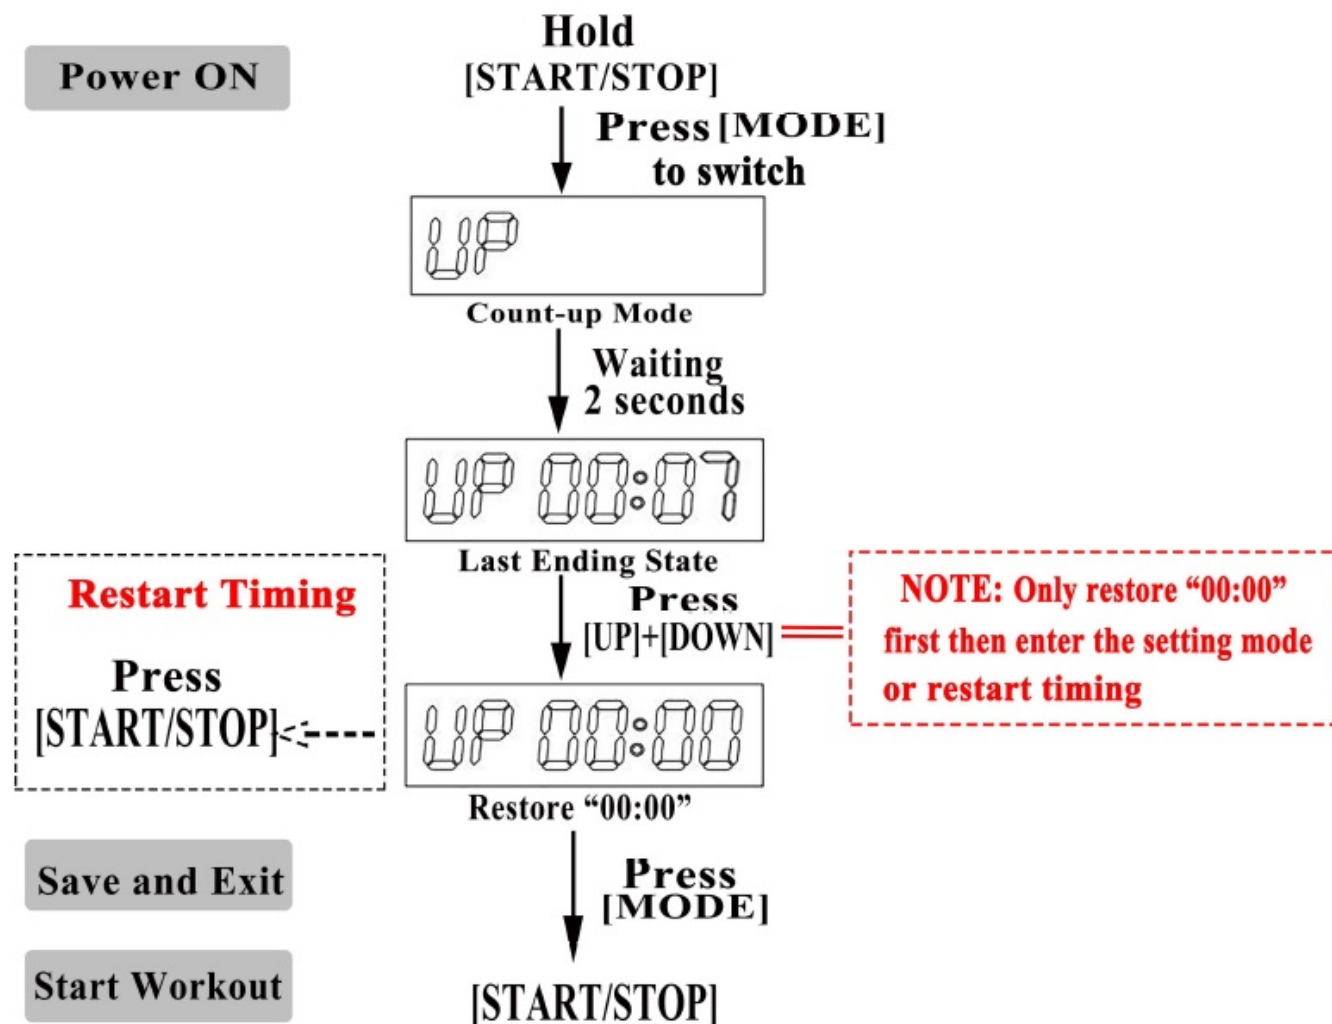 Power ON
Hold
[START/STOP]
Press [MODE]
to switch
UP
Count-up Mode
Waiting
2 seconds
UP 00:07
Last Ending State
Press
[UP]+[DOWN]
NOTE: Only restore “00:00”
first then enter the setting mode
or restart timing
Restart Timing
Press
[START/STOP]
UP 00:00
Restore “00:00”
Press
[MODE]
Save and Exit
Start Workout
[START/STOP]